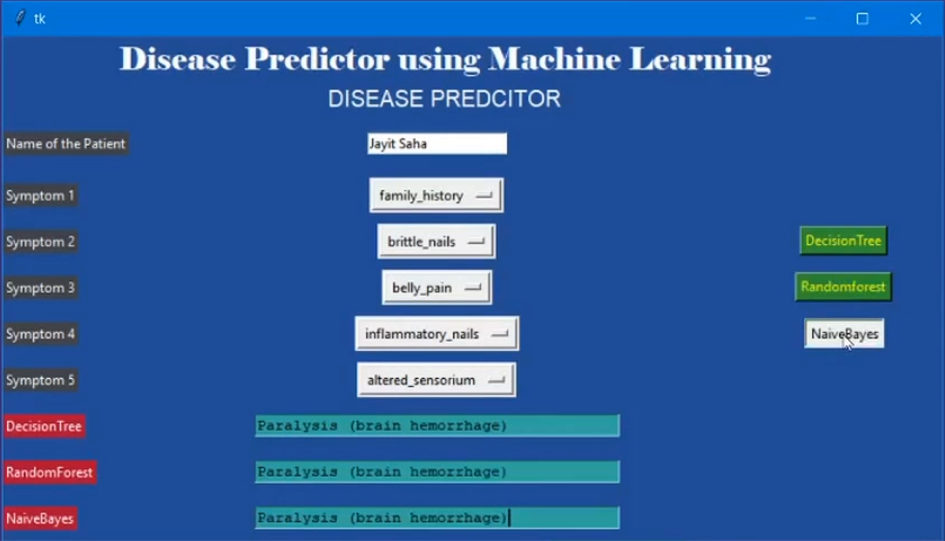 tk
Disease Predictor using Machine Learning
DISEASE PREDCITOR
Name of the Patient Jayit Saha
Symptom 1 family_history
Symptom 2 brittle_nails DecisionTree
Symptom 3 belly_pain Randomforest
Symptom 4 inflammatory_nails NaiveBayes
Symptom 5 altered_sensorium
DecisionTree Paralysis (brain hemorrhage)
RandomForest Paralysis (brain hemorrhage)
NaiveBayes Paralysis (brain hemorrhage)